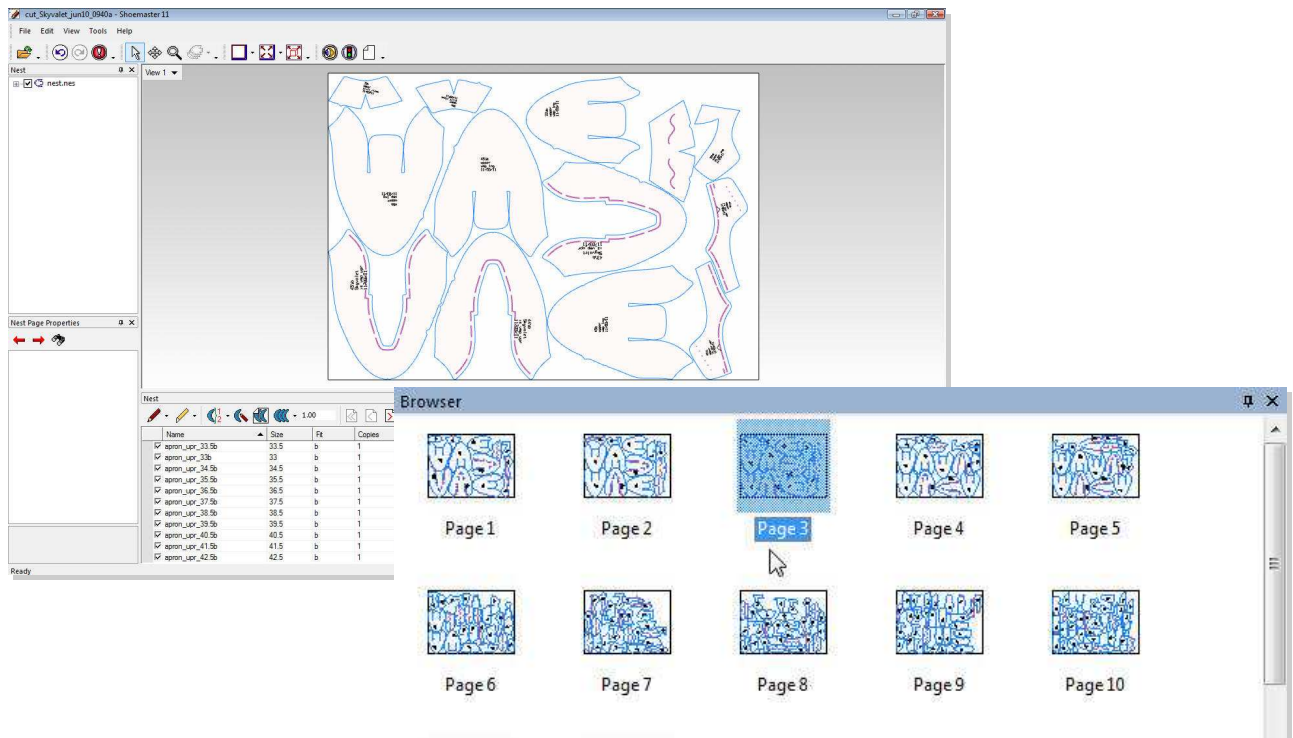 cut_Skyvalet_jun10_0940a - Shoemaster 11
File Edit View Tools Help
Nest
View 1
nest.nes
Nest Page Properties
Nest
1.00
Name Size Fit Copies
apron_upr_33.5b 33.5 b 1
apron_upr_33b 33 b 1
apron_upr_34.5b 34.5 b 1
apron_upr_35.5b 35.5 b 1
apron_upr_36.5b 36.5 b 1
apron_upr_37.5b 37.5 b 1
apron_upr_38.5b 38.5 b 1
apron_upr_39.5b 39.5 b 1
apron_upr_40.5b 40.5 b 1
apron_upr_41.5b 41.5 b 1
apron_upr_42.5b 42.5 b 1
Ready
Browser
Page 1 Page 2 Page 3 Page 4 Page 5
Page 6 Page 7 Page 8 Page 9 Page 10